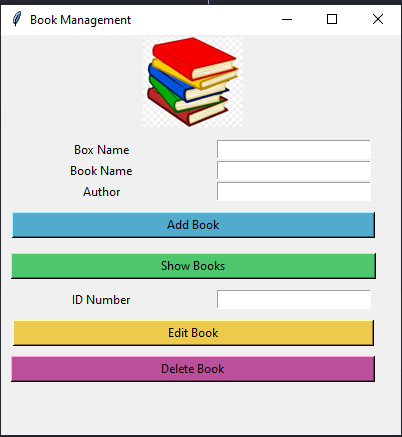 Book Management
Box Name
Book Name
Author
Add Book
Show Books
ID Number
Edit Book
Delete Book